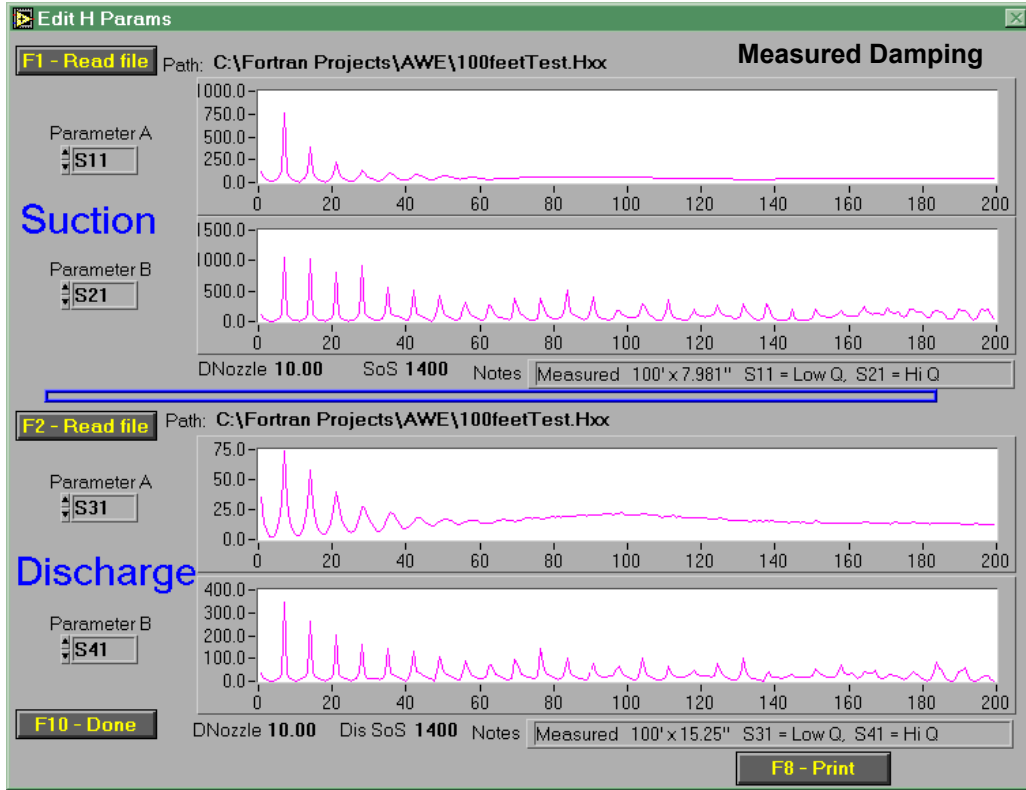 Edit H Params
F1 - Read file Path: C:\Fortran Projects\AWE\100feetTest.Hxx Measured Damping
Parameter A
S11
1000.0
750.0
500.0
250.0
0.0
0 20 40 60 80 100 120 140 160 180 200
Suction
Parameter B
S21
1500.0
1000.0
500.0
0.0
0 20 40 60 80 100 120 140 160 180 200
DNozzle 10.00 SoS 1400 Notes Measured 100' x 7.981" S11 = Low Q, S21 = Hi Q
F2 - Read file Path: C:\Fortran Projects\AWE\100feetTest.Hxx
Parameter A
S31
75.0
50.0
25.0
0.0
0 20 40 60 80 100 120 140 160 180 200
Discharge
Parameter B
S41
400.0
300.0
200.0
100.0
0.0
0 20 40 60 80 100 120 140 160 180 200
F10 - Done DNozzle 10.00 Dis SoS 1400 Notes Measured 100' x 15.25" S31 = Low Q, S41 = Hi Q
F8 - Print